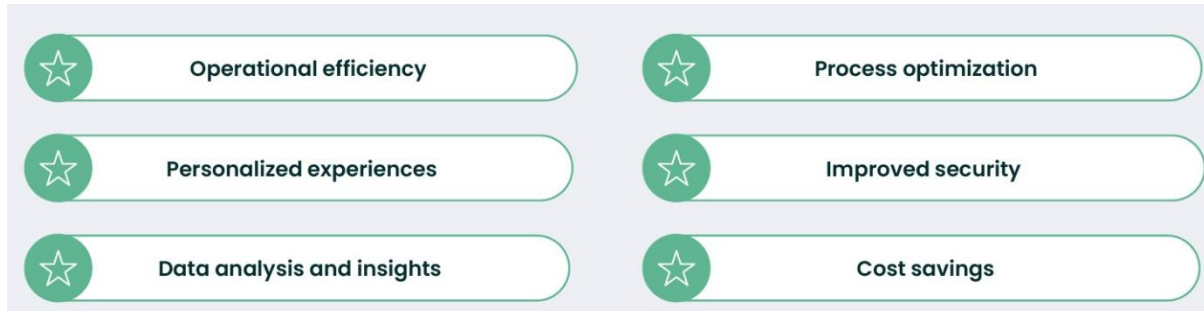 Operational efficiency
Process optimization
Personalized experiences
Improved security
Data analysis and insights
Cost savings